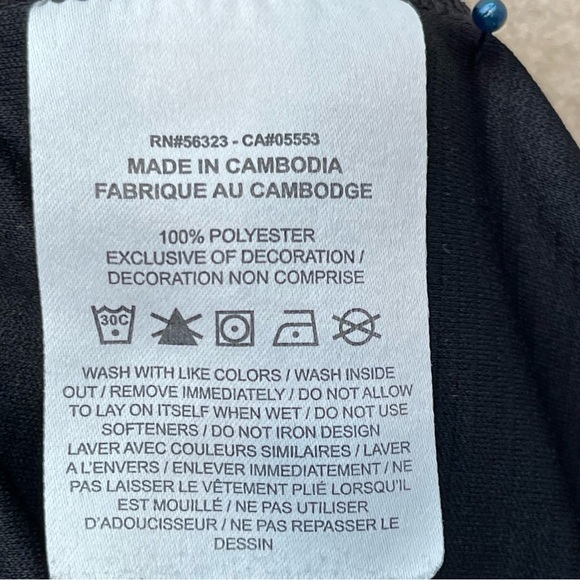 RN#56323 - CA#05553
MADE IN CAMBODIA
FABRIQUE AU CAMBODGE
100% POLYESTER
EXCLUSIVE OF DECORATION /
DECORATION NON COMPRISE
30C
WASH WITH LIKE COLORS / WASH INSIDE
OUT / REMOVE IMMEDIATELY / DO NOT ALLOW
TO LAY ON ITSELF WHEN WET / DO NOT USE
SOFTENERS / DO NOT IRON DESIGN
LAVER AVEC COULEURS SIMILAIRES / LAVER
A L'ENVERS / ENLEVER IMMEDIATEMENT / NE
PAS LAISSER LE VÊTEMENT PLIÉ LORSQU'IL
EST MOUILLÉ / NE PAS UTILISER
D'ADOUCISSEUR / NE PAS REPASSER LE
DESSIN